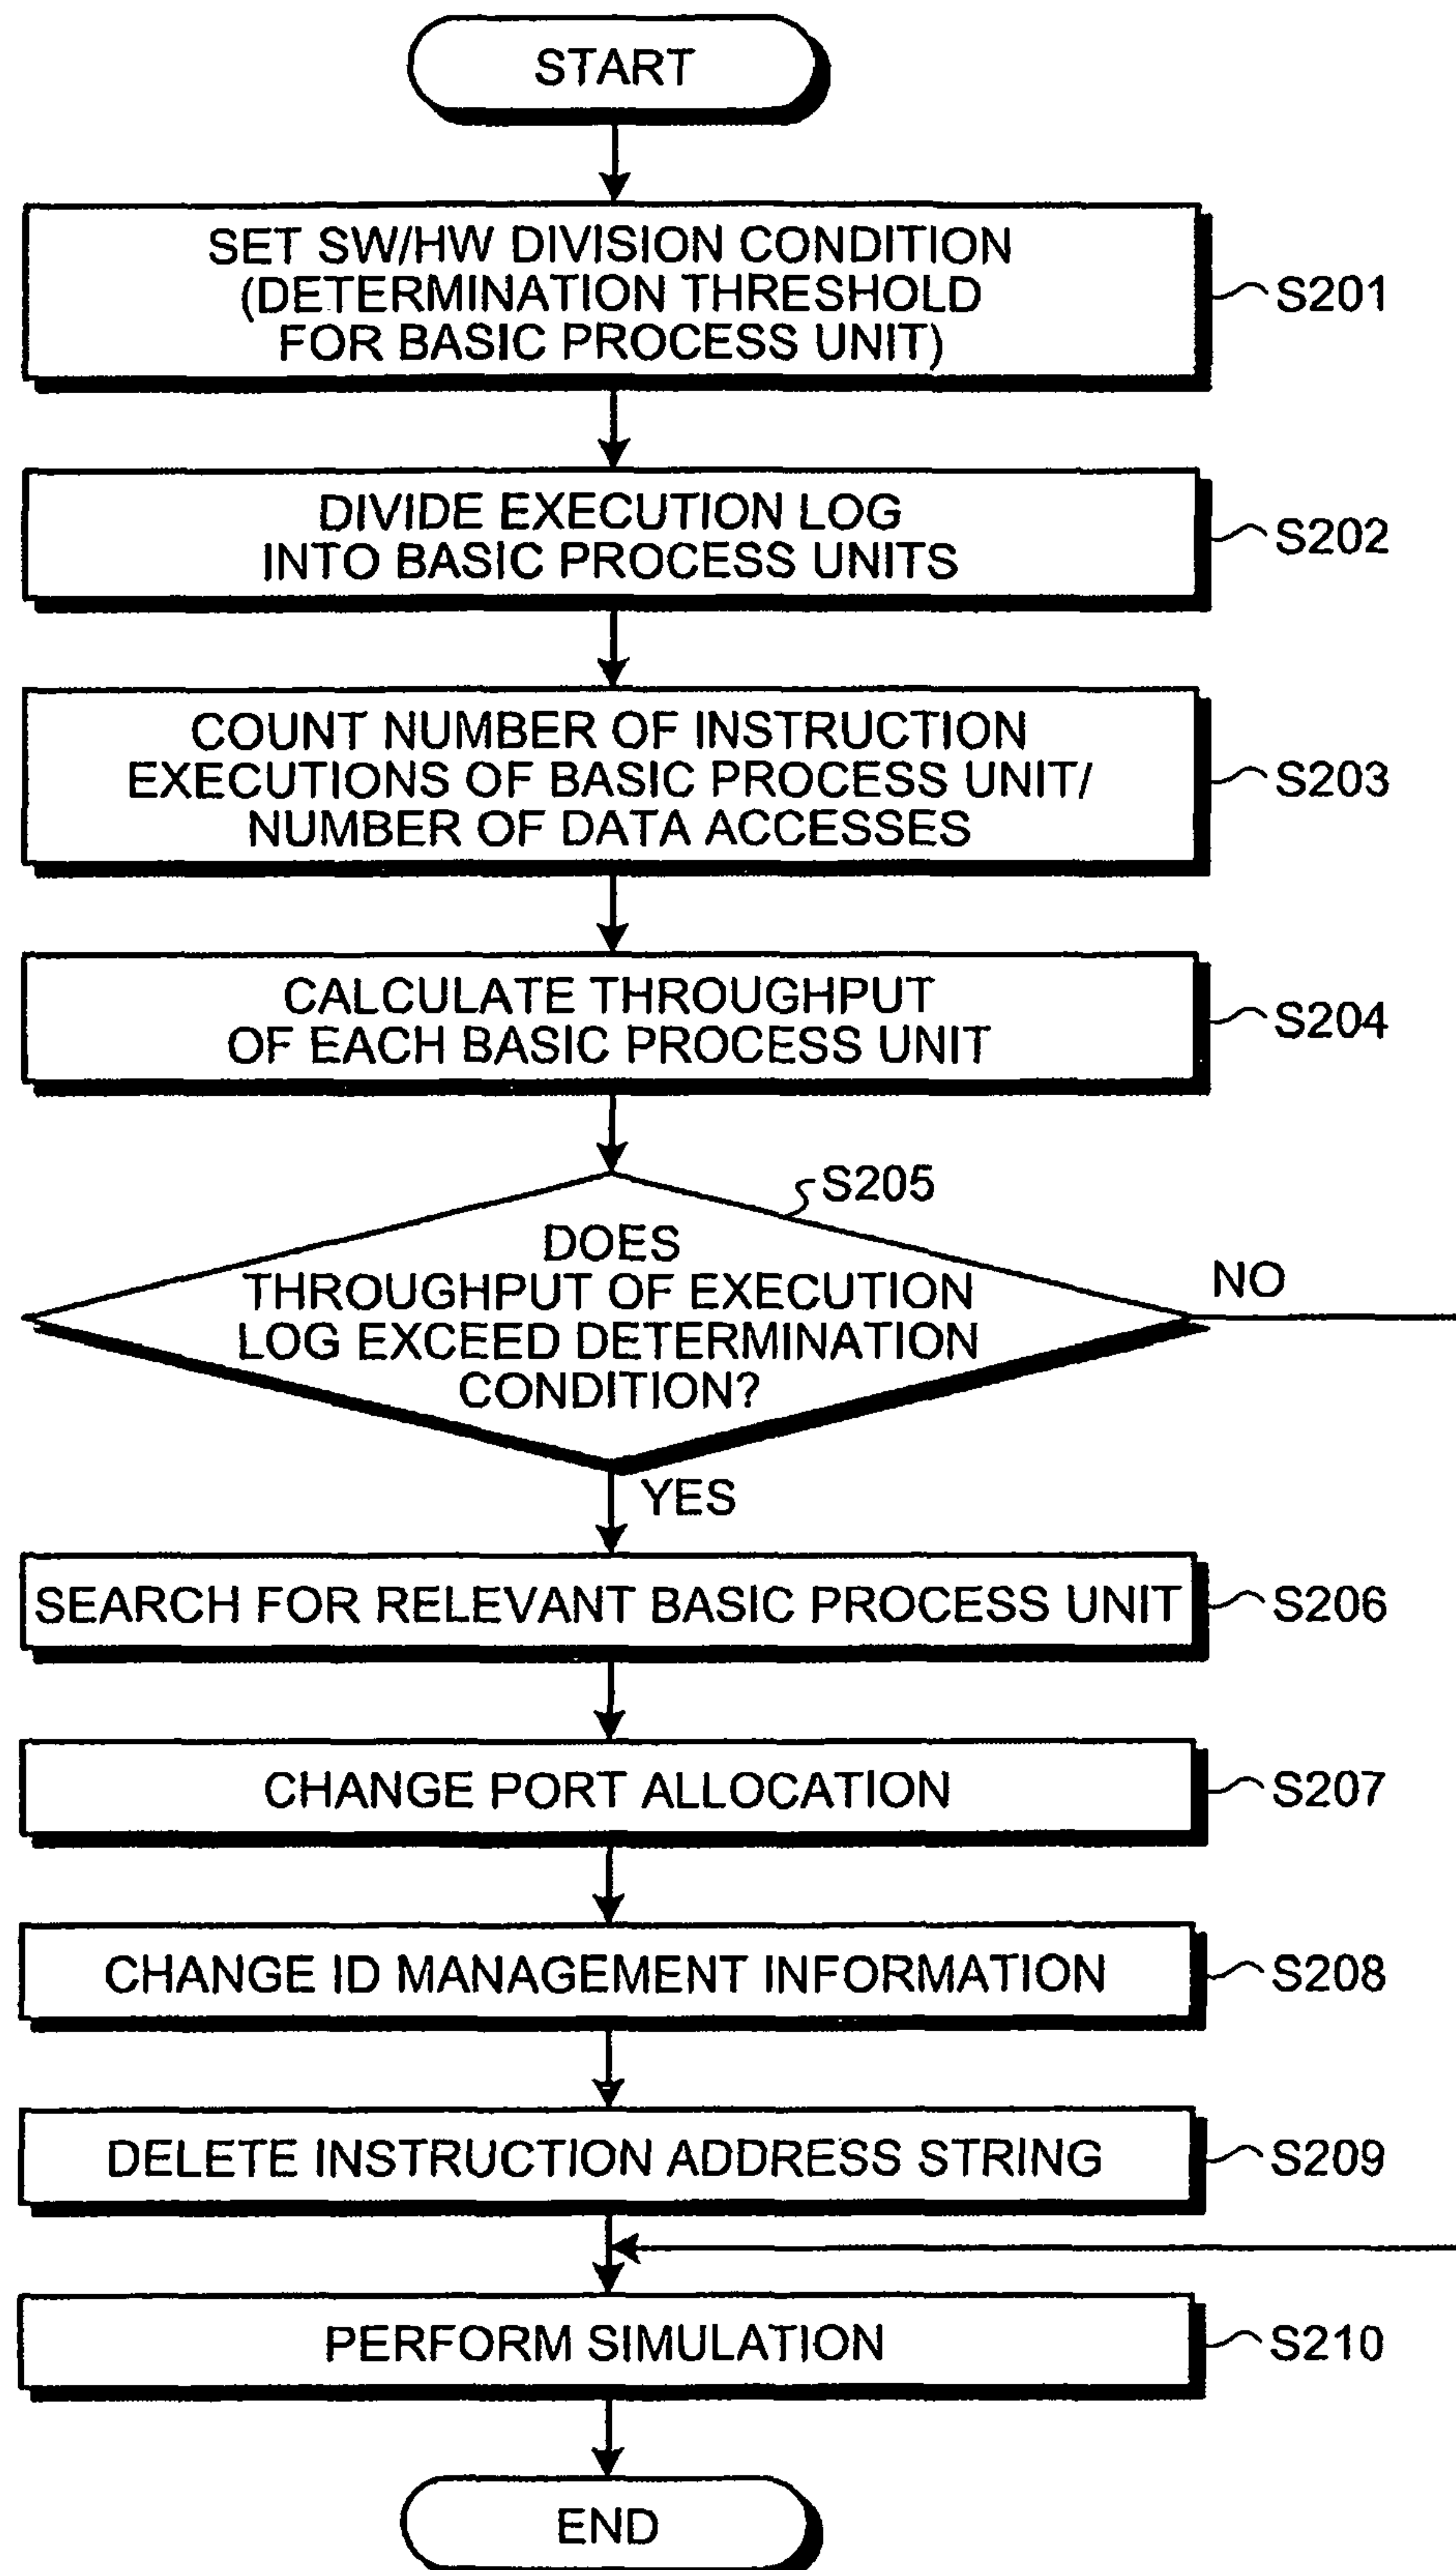 START
SET SW/HW DIVISION CONDITION
(DETERMINATION THRESHOLD
FOR BASIC PROCESS UNIT)
S201
DIVIDE EXECUTION LOG
INTO BASIC PROCESS UNITS
S202
COUNT NUMBER OF INSTRUCTION
EXECUTIONS OF BASIC PROCESS UNIT/
NUMBER OF DATA ACCESSES
S203
CALCULATE THROUGHPUT
OF EACH BASIC PROCESS UNIT
S204
S205
DOES
THROUGHPUT OF EXECUTION
LOG EXCEED DETERMINATION
CONDITION?
NO
YES
SEARCH FOR RELEVANT BASIC PROCESS UNIT
S206
CHANGE PORT ALLOCATION
S207
CHANGE ID MANAGEMENT INFORMATION
S208
DELETE INSTRUCTION ADDRESS STRING
S209
PERFORM SIMULATION
S210
END